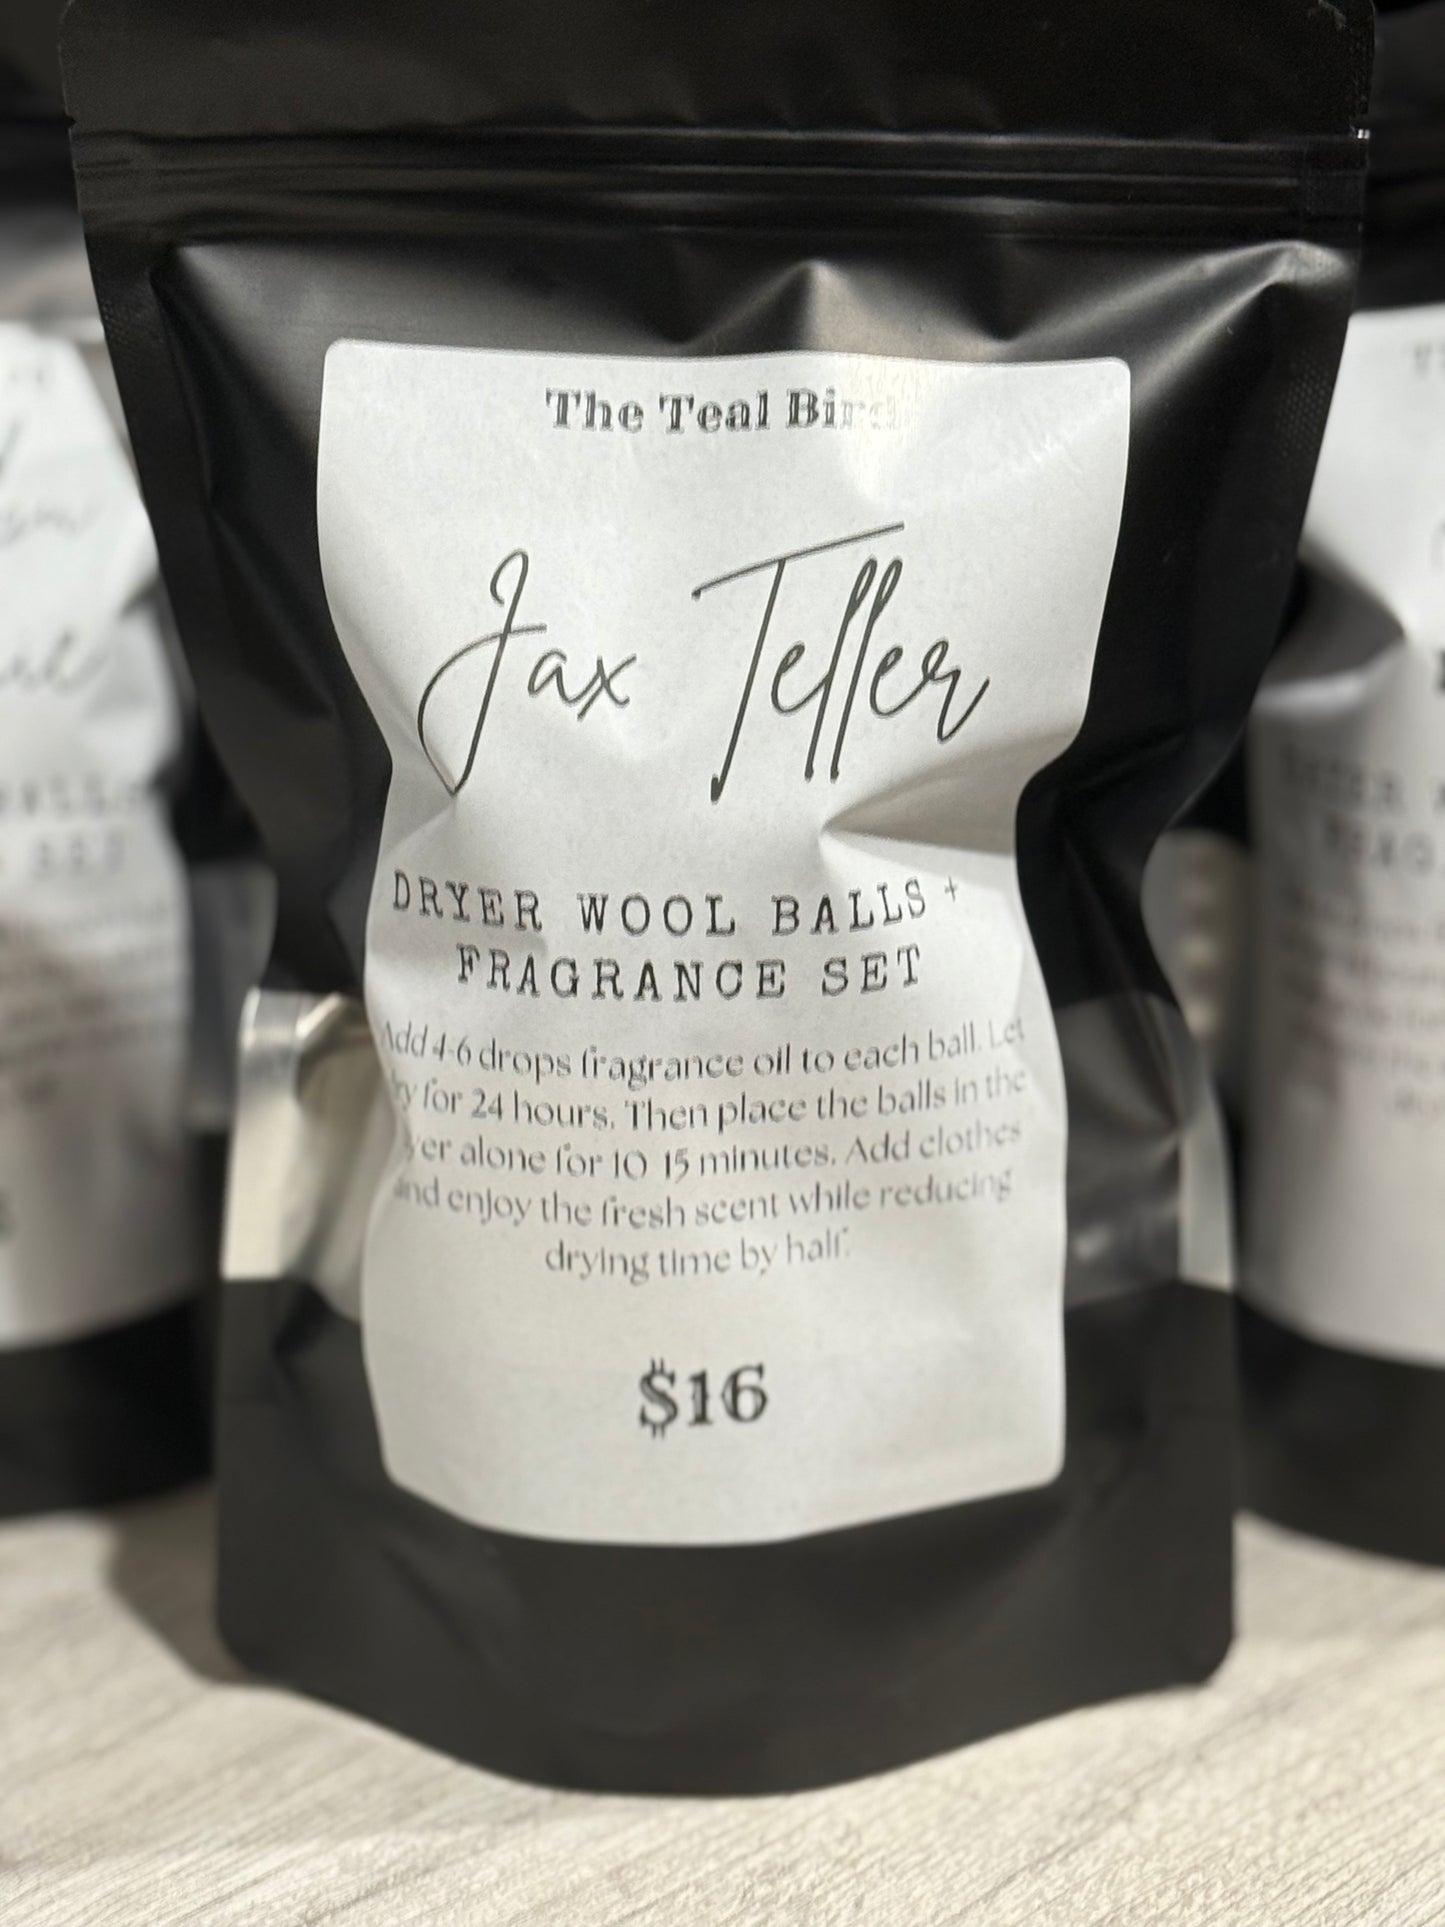 The Teal Bird
Jax Teller
DRYER WOOL BALLS +
FRAGRANCE SET
Add 4-6 drops fragrance oil to each ball. Let
dry for 24 hours. Then place the balls in the
dryer alone for 10-15 minutes. Add clothes
and enjoy the fresh scent while reducing
drying time by half.
$16